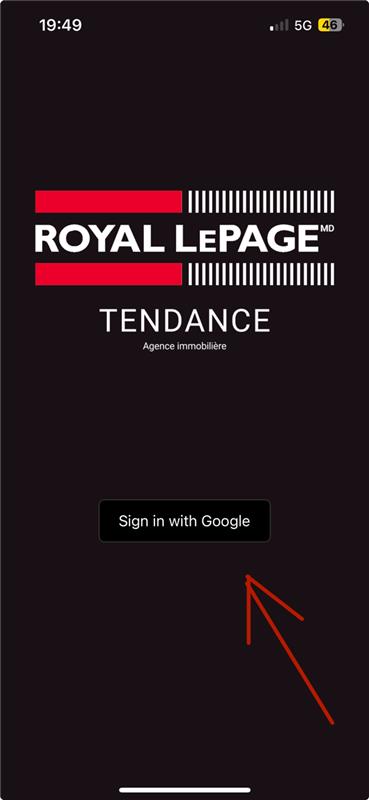 19:49
5G 46
ROYAL LEPAGE MD
TENDANCE
Agence immobilière
Sign in with Google